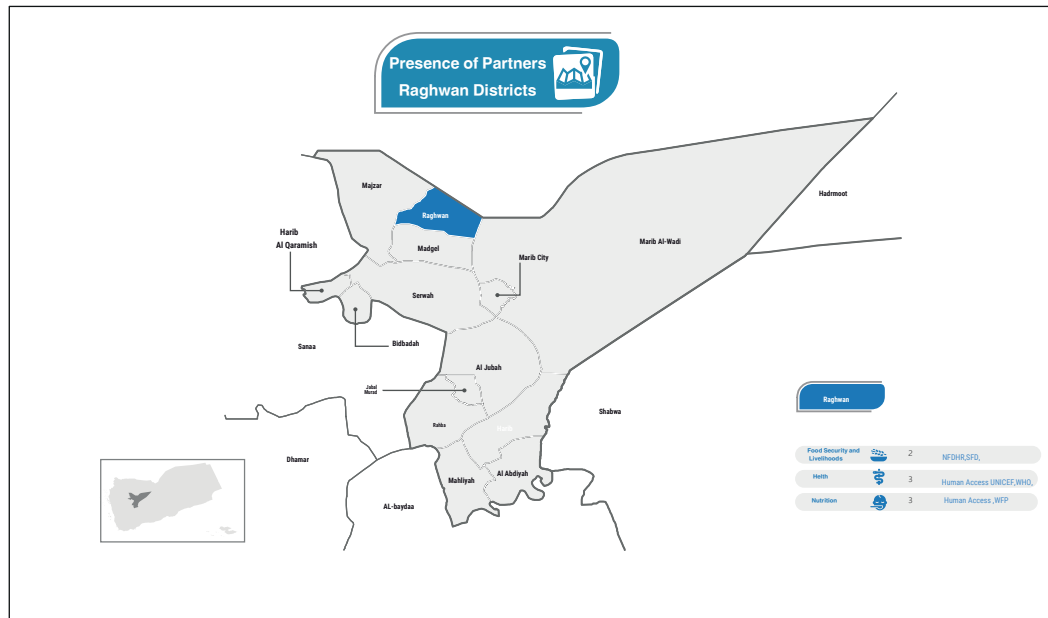 Presence of Partners
Raghwan Districts
Hadrmoot
Majzar
Raghwan
Harib
Al Qaramish
Madgel
Marib City
Marib Al-Wadi
Serwah
Sanaa
Bidbadah
Al Jubah
Jabal
Murad
Shabwa
Rahba
Harib
Dhamar
Mahliyah
Al Abdiyah
AL-baydaa
Raghwan
Food Security and
Livelihoods
2
NFDHR,SFD,
Helth
3
Human Access UNICEF,WHO,
Nutrition
3
Human Access ,WFP